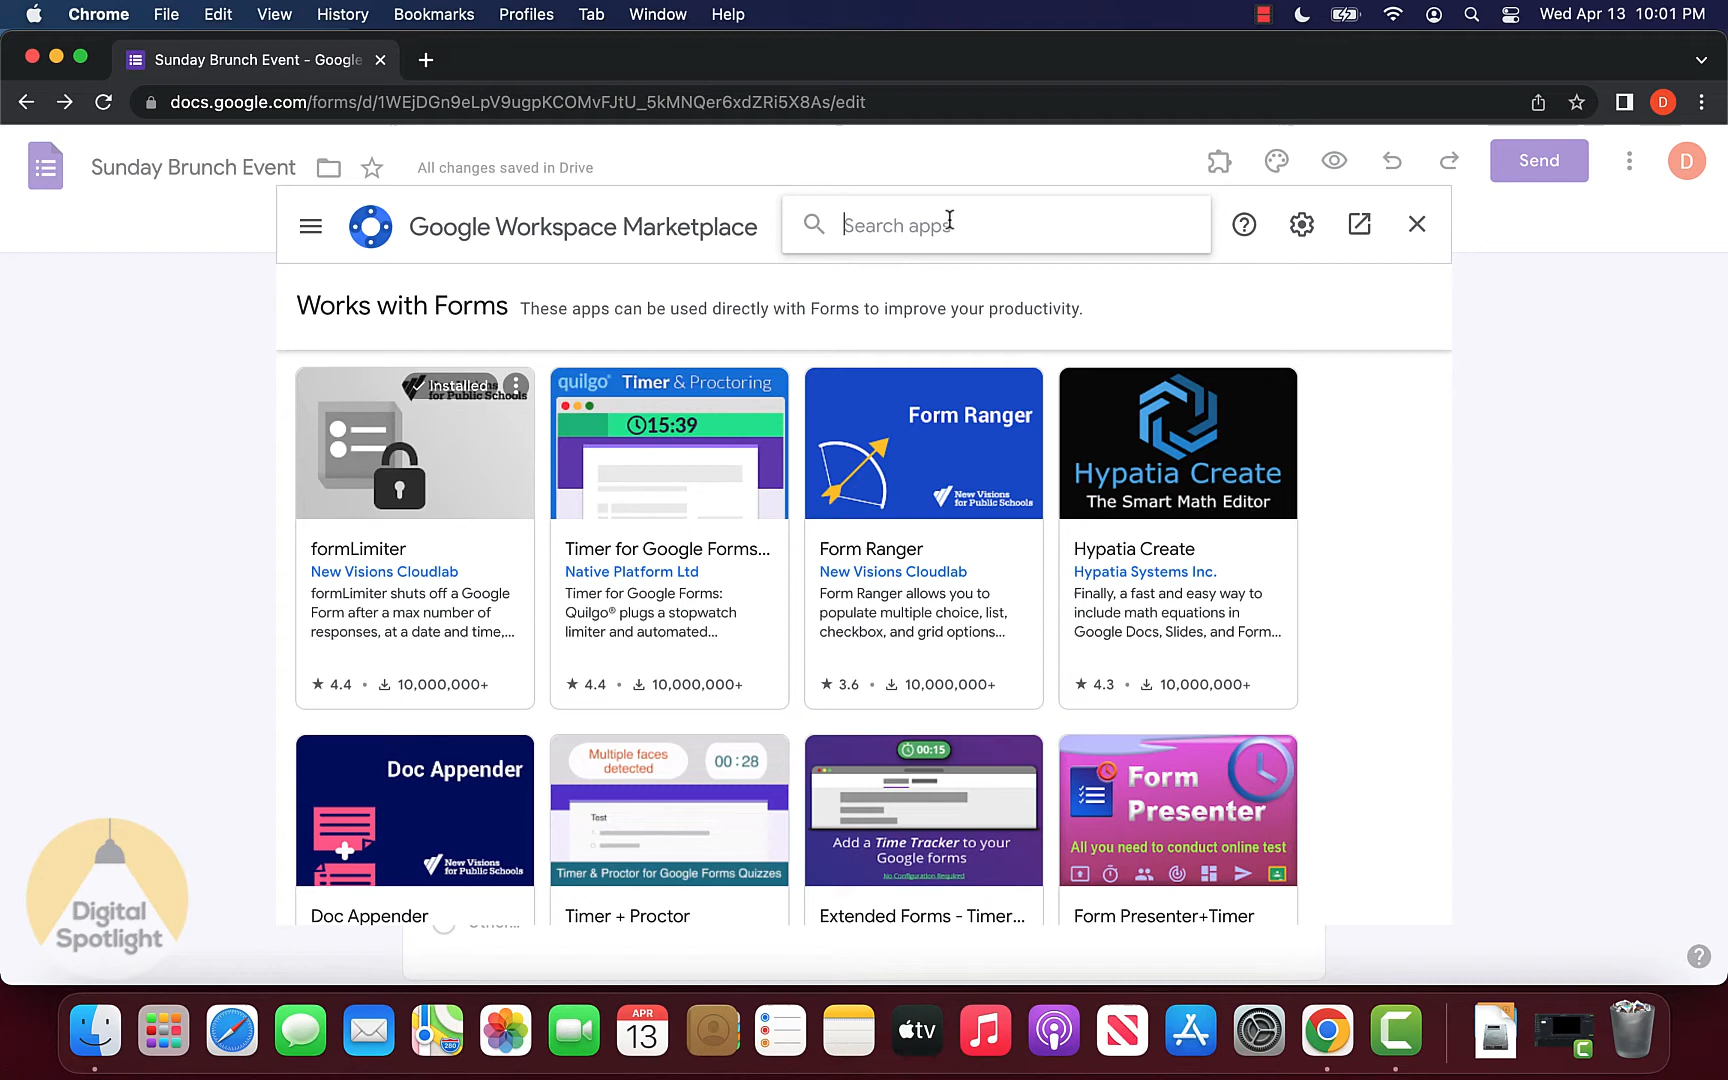 Chrome File Edit View History Bookmarks Profiles Tab Window Help Wed Apr 13 10:01 PM
Sunday Brunch Event - Google
docs.google.com/forms/d/1WEjDGn9eLpV9ugpKCOMvFJtU_5kMNQer6xdZRi5X8As/edit D
Sunday Brunch Event All changes saved in Drive Send D
Google Workspace Marketplace Search apps
Works with Forms These apps can be used directly with Forms to improve your productivity.
Installed
for Public Schools
quilgo® Timer & Proctoring
15:39
Form Ranger
New Visions
for Public Schools
Hypatia Create
The Smart Math Editor
formLimiter
New Visions Cloudlab
formLimiter shuts off a Google
Form after a max number of
responses, at a date and time,...
4.4 • 10,000,000+
Timer for Google Forms...
Native Platform Ltd
Timer for Google Forms:
Quilgo® plugs a stopwatch
limiter and automated...
4.4 • 10,000,000+
Form Ranger
New Visions Cloudlab
Form Ranger allows you to
populate multiple choice, list,
checkbox, and grid options...
3.6 • 10,000,000+
Hypatia Create
Hypatia Systems Inc.
Finally, a fast and easy way to
include math equations in
Google Docs, Slides, and Form...
4.3 • 10,000,000+
Doc Appender
New Visions
for Public Schools
Multiple faces
detected
00:28
Test
Timer & Proctor for Google Forms Quizzes
00:15
Add a Time Tracker to your
Google forms
No Configuration Required
Form
Presenter
All you need to conduct online test
Doc Appender
Timer + Proctor
Extended Forms - Timer...
Form Presenter+Timer
Other...
Digital
Spotlight
280
APR
13
tv